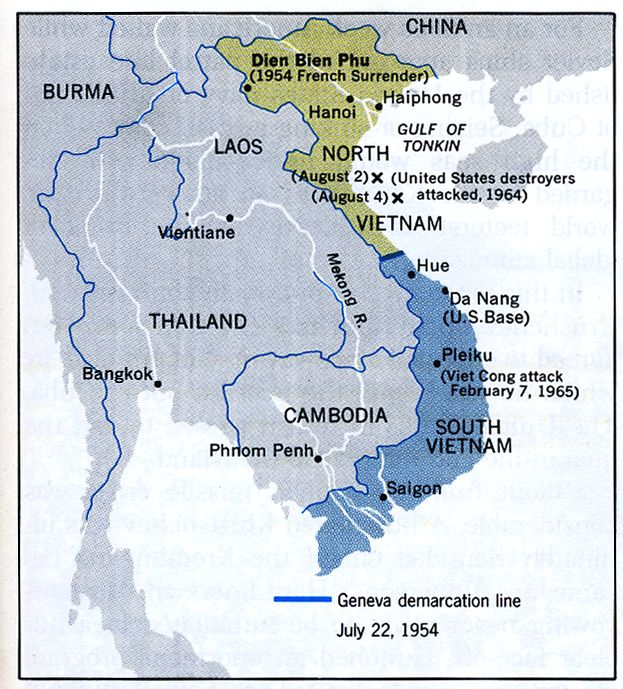 CHINA
Dien Bien Phu
(1954 French Surrender)
BURMA
Haiphong
Hanoi
GULF OF
TONKIN
LAOS
NORTH
(August 2) x (United States destroyers
(August 4) x attacked, 1964)
VIETNAM
Vientiane
Hue
Mekong R.
Da Nang
(U.S. Base)
THAILAND
Pleiku
(Viet Cong attack
February 7, 1965)
Bangkok
CAMBODIA
SOUTH
VIETNAM
Phnom Penh
Saigon
Geneva demarcation line
July 22, 1954